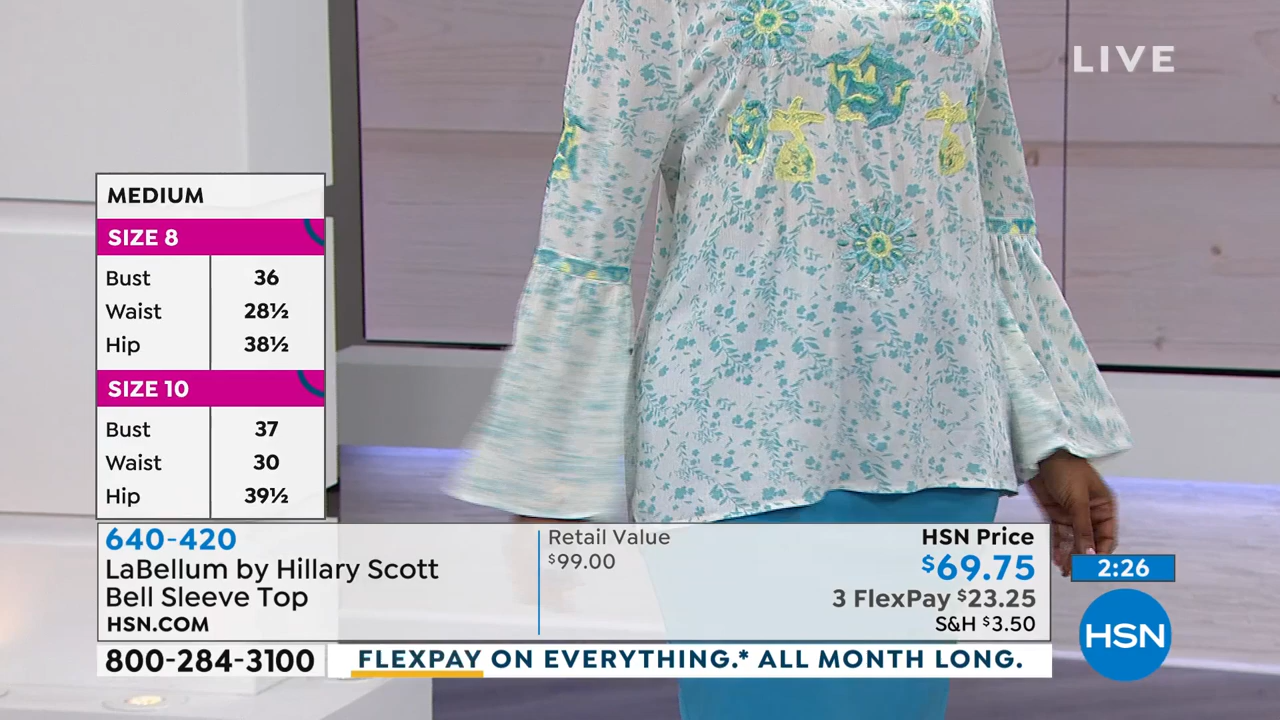 LIVE
MEDIUM
SIZE 8
Bust 36
Waist 28½
Hip 38½
SIZE 10
Bust 37
Waist 30
Hip 39½
640-420
LaBellum by Hillary Scott
Bell Sleeve Top
HSN.COM
Retail Value
$99.00
HSN Price
$69.75
3 FlexPay $23.25
S&H $3.50
2:26
HSN
800-284-3100
FLEXPAY ON EVERYTHING.* ALL MONTH LONG.